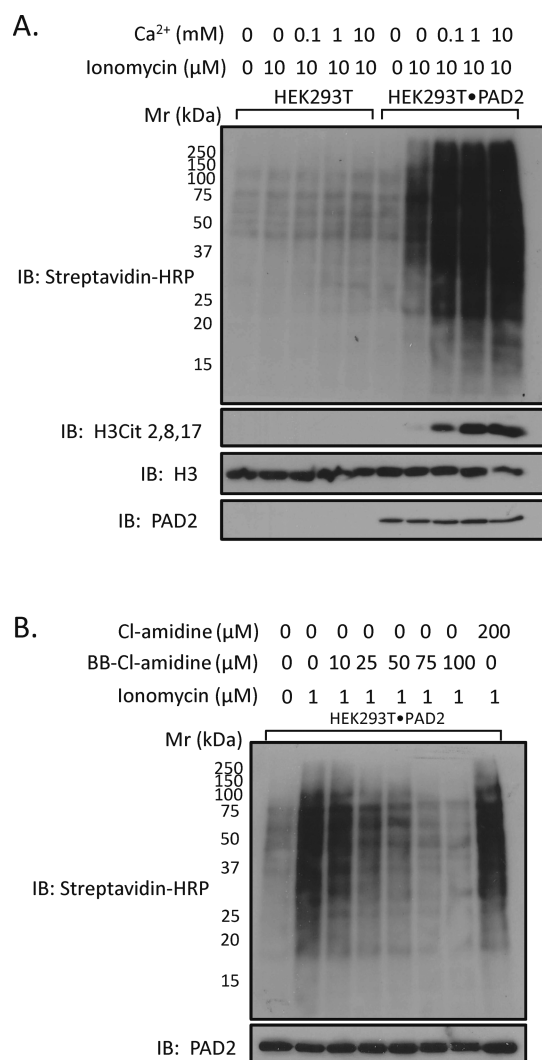 A.
Ca²⁺ (mM) 0 0 0.1 1 10 0 0 0.1 1 10
Ionomycin (μM) 0 10 10 10 10 0 10 10 10 10
HEK293T HEK293T•PAD2
Mr (kDa)
250
150
100
75
50
37
IB: Streptavidin-HRP
25
20
15
IB: H3Cit 2,8,17
IB: H3
IB: PAD2
B.
Cl-amidine (μM) 0 0 0 0 0 0 0 200
BB-Cl-amidine (μM) 0 0 10 25 50 75 100 0
Ionomycin (μM) 0 1 1 1 1 1 1 1
HEK293T•PAD2
Mr (kDa)
250
150
100
75
50
37
IB: Streptavidin-HRP
25
20
15
IB: PAD2